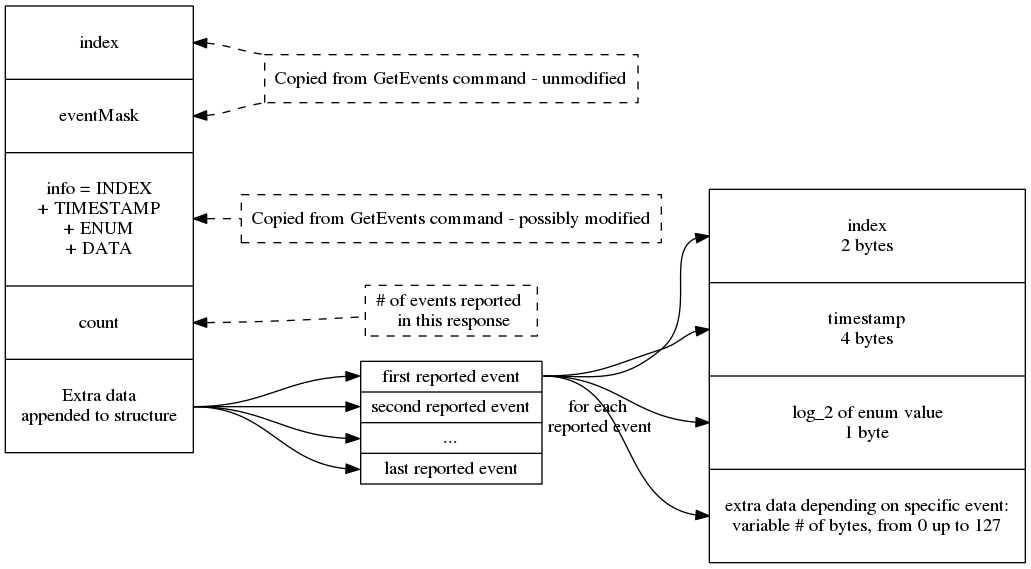 index
eventMask
info = INDEX
+ TIMESTAMP
+ ENUM
+ DATA
count
Extra data
appended to structure
Copied from GetEvents command - unmodified
Copied from GetEvents command - possibly modified
# of events reported
in this response
first reported event
second reported event
...
last reported event
for each
reported event
index
2 bytes
timestamp
4 bytes
log_2 of enum value
1 byte
extra data depending on specific event:
variable # of bytes, from 0 up to 127